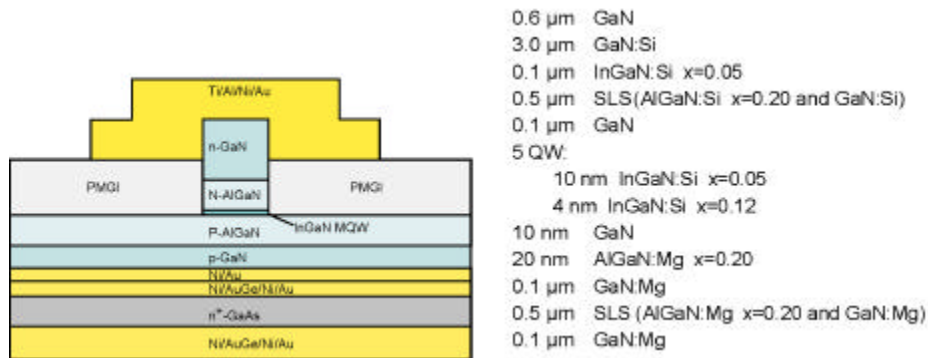 Ti/Al/Ni/Au
n-GaN
PMGI
N-AlGaN
PMGI
InGaN MQW
P-AlGaN
p-GaN
Ni/Au
Ni/AuGe/Ni/Au
n⁺-GaAs
Ni/AuGe/Ni/Au
0.6 µm GaN
3.0 µm GaN:Si
0.1 µm InGaN:Si x=0.05
0.5 µm SLS(AlGaN:Si x=0.20 and GaN:Si)
0.1 µm GaN
5 QW:
10 nm InGaN:Si x=0.05
4 nm InGaN:Si x=0.12
10 nm GaN
20 nm AlGaN:Mg x=0.20
0.1 µm GaN:Mg
0.5 µm SLS (AlGaN:Mg x=0.20 and GaN:Mg)
0.1 µm GaN:Mg